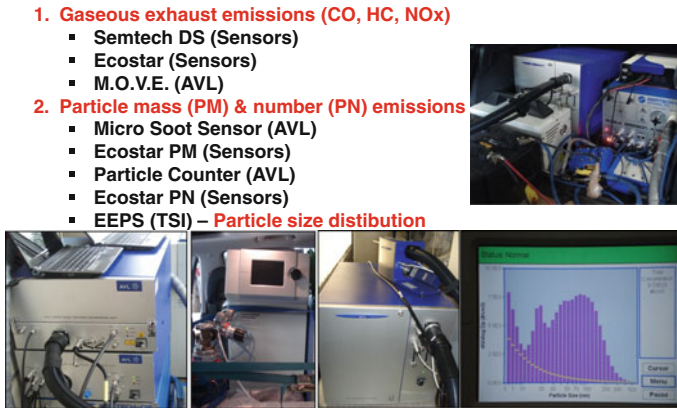 1. Gaseous exhaust emissions (CO, HC, NOx)
▪ Semtech DS (Sensors)
▪ Ecostar (Sensors)
▪ M.O.V.E. (AVL)
2. Particle mass (PM) & number (PN) emissions
▪ Micro Soot Sensor (AVL)
▪ Ecostar PM (Sensors)
▪ Particle Counter (AVL)
▪ Ecostar PN (Sensors)
▪ EEPS (TSI) – Particle size distibution
AVL
AVL
Status Normal
Particle Size (nm)
Cursor
Menu
Pause